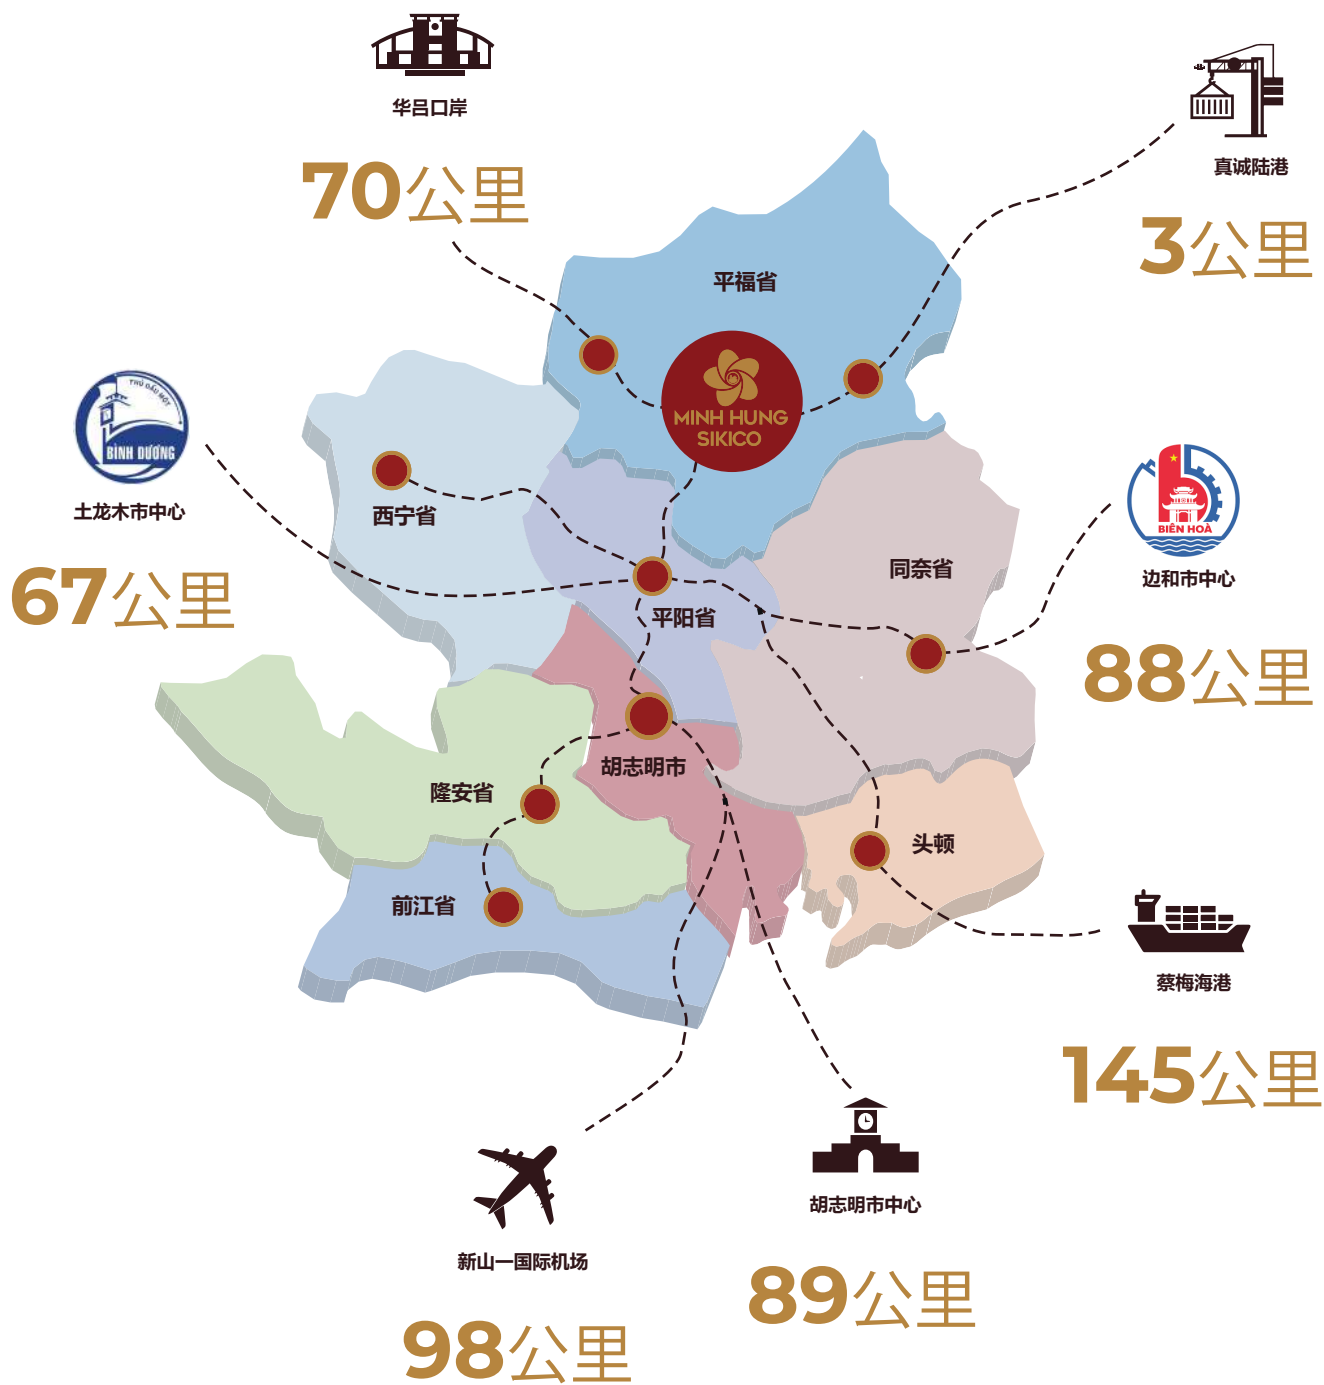 华吕口岸
70公里
真诚陆港
3公里
平福省
MINH HUNG
SIKICO
THỦ DẦU MỘT
BÌNH DƯƠNG
土龙木市中心
67公里
西宁省
BIÊN HOÀ
边和市中心
88公里
同奈省
平阳省
胡志明市
隆安省
头顿
前江省
蔡梅海港
145公里
胡志明市中心
89公里
新山一国际机场
98公里